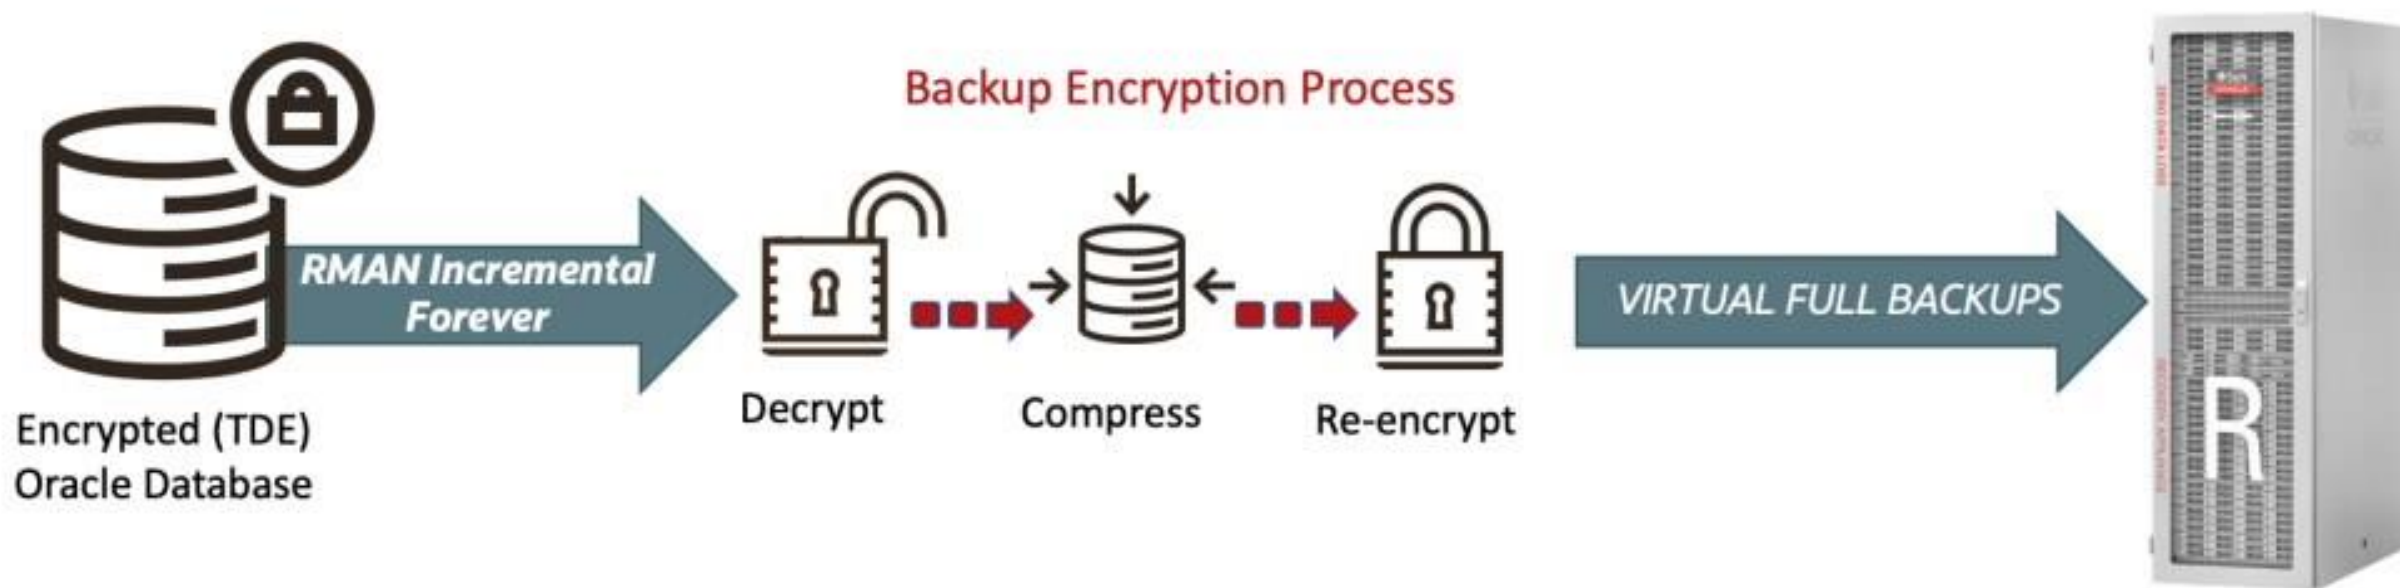 Backup Encryption Process
RMAN Incremental
Forever
VIRTUAL FULL BACKUPS
Decrypt
Compress
Re-encrypt
Encrypted (TDE)
Oracle Database
R